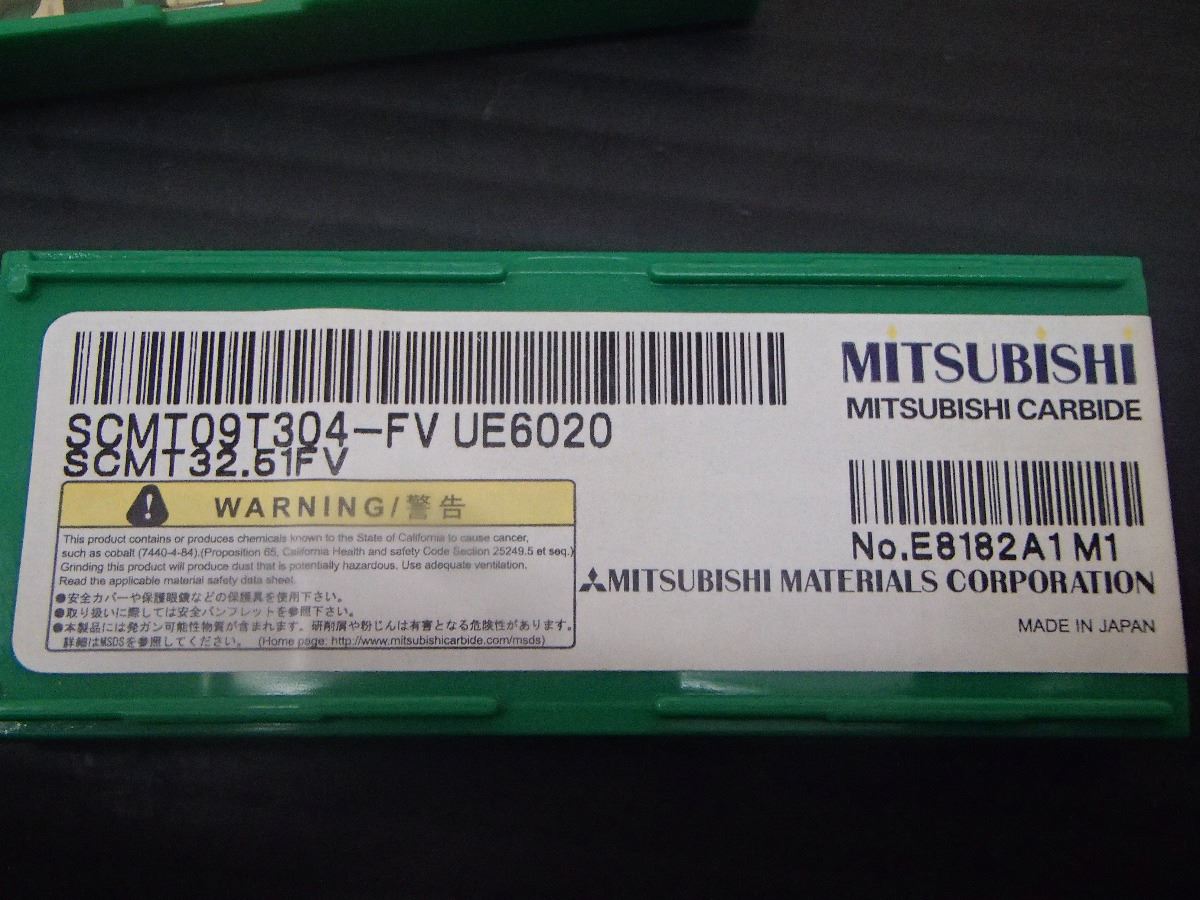 SCMT09T304-FV UE6020
SCMT32.51FV
WARNING/警告
This product contains or produces chemicals known to the State of California to cause cancer,
such as cobalt (7440-4-84).(Proposition 65, California Health and safety Code Section 25249.5 et seq.)
Grinding this product will produce dust that is potentially hazardous. Use adequate ventilation.
Read the applicable material safety data sheet.
●安全カバーや保護眼鏡などの保護具を使用下さい。
●取り扱いに際しては安全パンフレットを参照下さい。
●本製品には発ガン可能性物質が含まれます。研削屑や粉じんは有害となる危険性があります。
詳細はMSDSを参照してください。 (Home page: http://www.mitsubishicarbide.com/msds)
MITSUBISHI
MITSUBISHI CARBIDE
No.E8182A1 M1
MITSUBISHI MATERIALS CORPORATION
MADE IN JAPAN